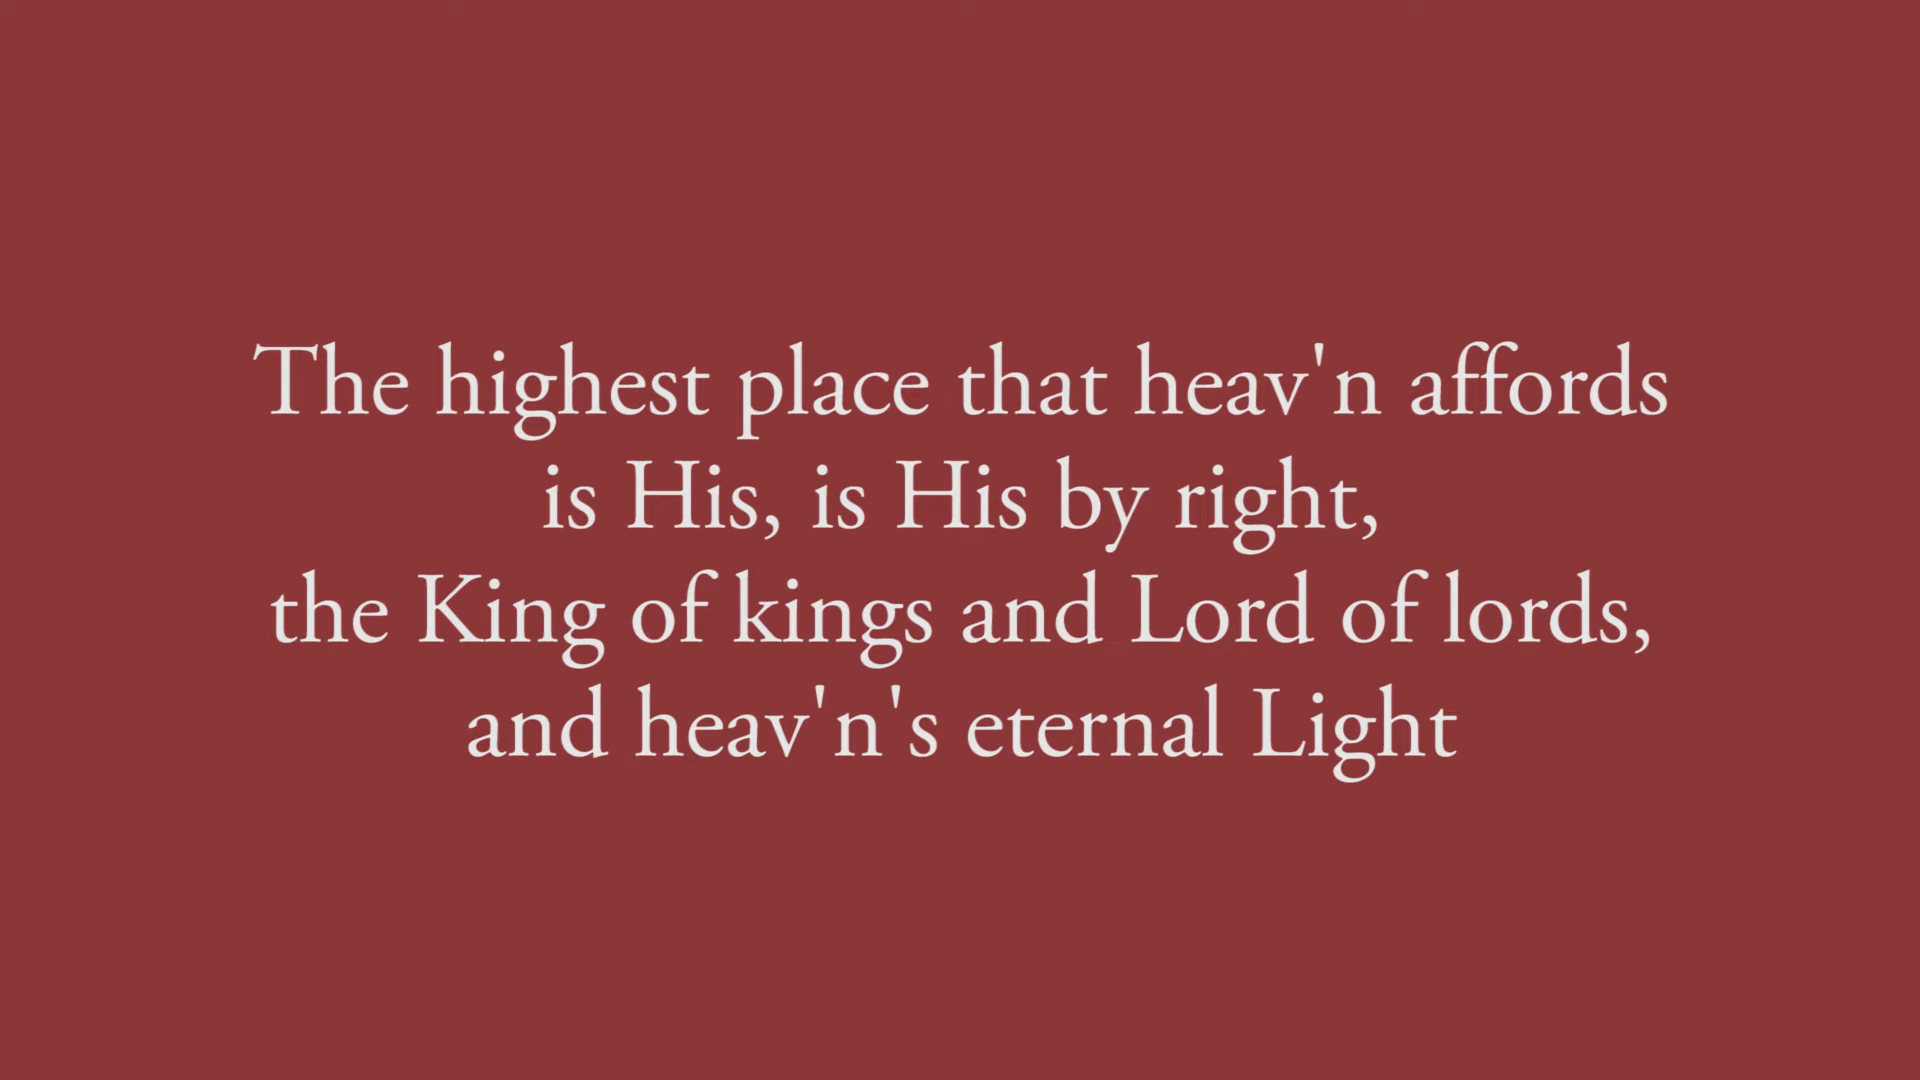 The highest place that heav'n affords
is His, is His by right,
the King of kings and Lord of lords,
and heav'n's eternal Light